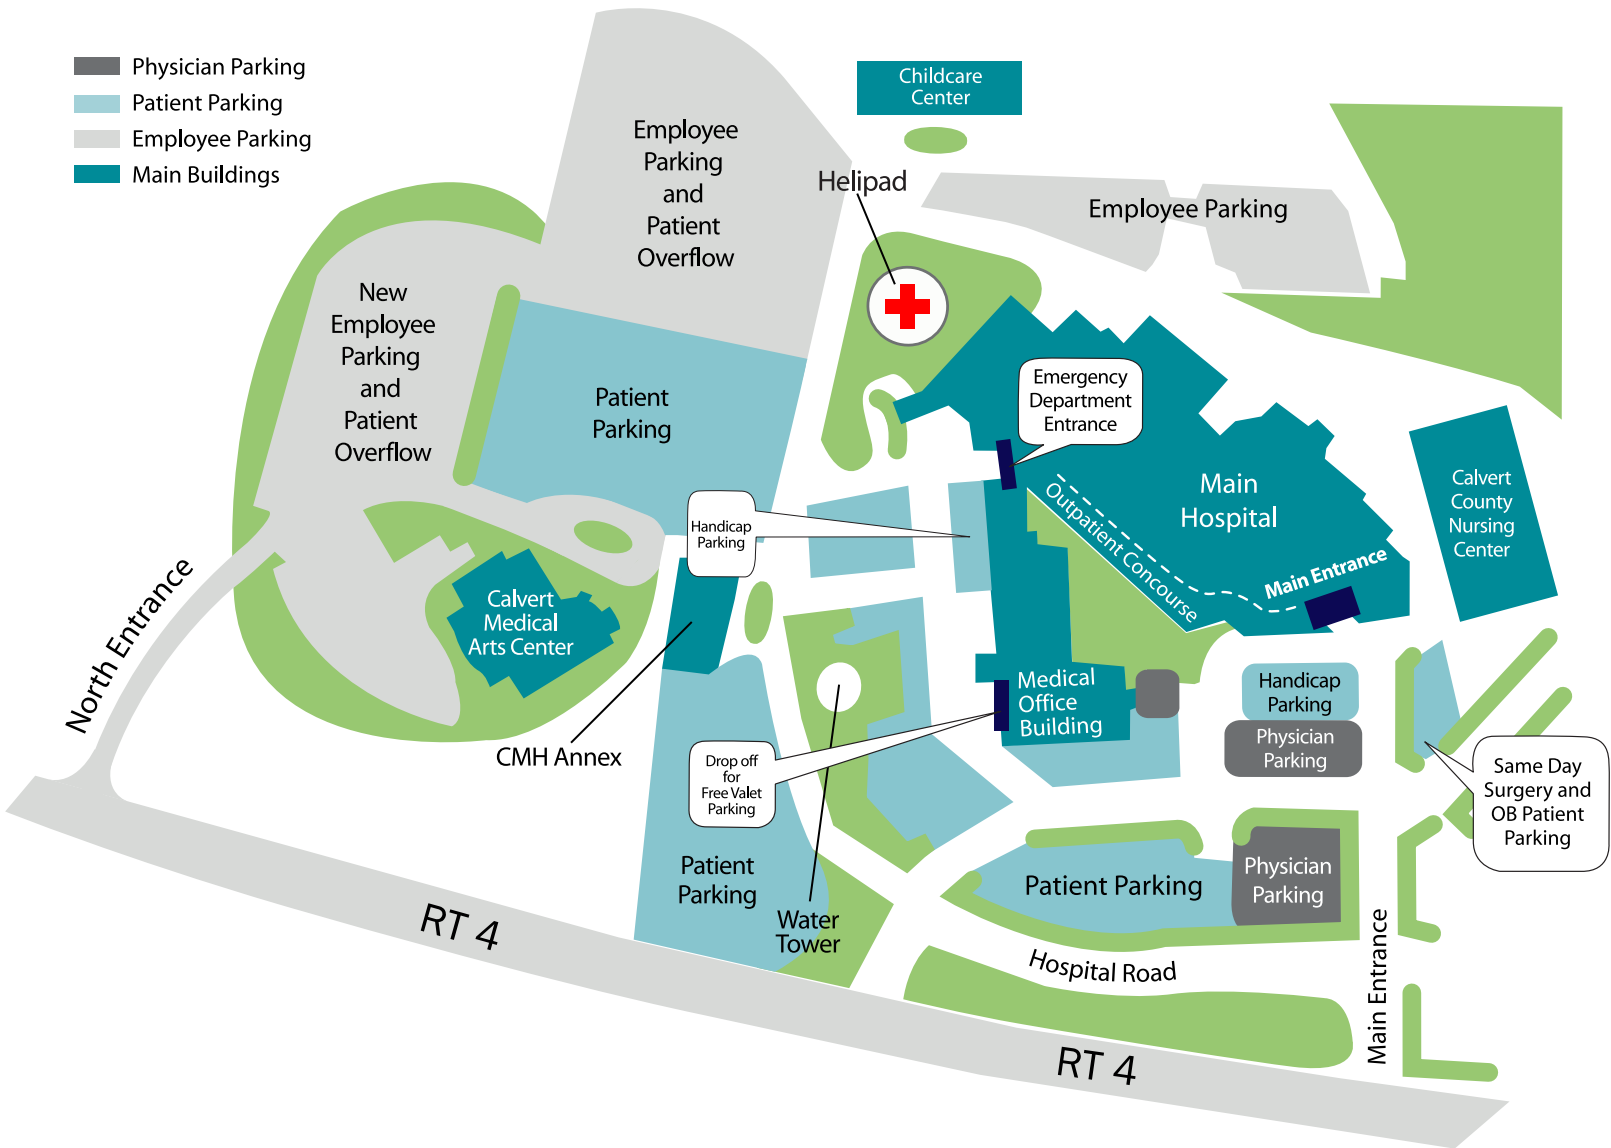 Physician Parking
Patient Parking
Employee Parking
Main Buildings
Childcare
Center
Employee
Parking
and
Patient
Overflow
Helipad
Employee Parking
New
Employee
Parking
and
Patient
Overflow
Patient
Parking
Emergency
Department
Entrance
Main
Hospital
Calvert
County
Nursing
Center
Handicap
Parking
Outpatient Concourse
Main Entrance
North Entrance
Calvert
Medical
Arts Center
Medical
Office
Building
Handicap
Parking
Physician
Parking
CMH Annex
Drop off
for
Free Valet
Parking
Same Day
Surgery and
OB Patient
Parking
Patient
Parking
Patient Parking
Physician
Parking
Water
Tower
RT 4
Hospital Road
Main Entrance
RT 4